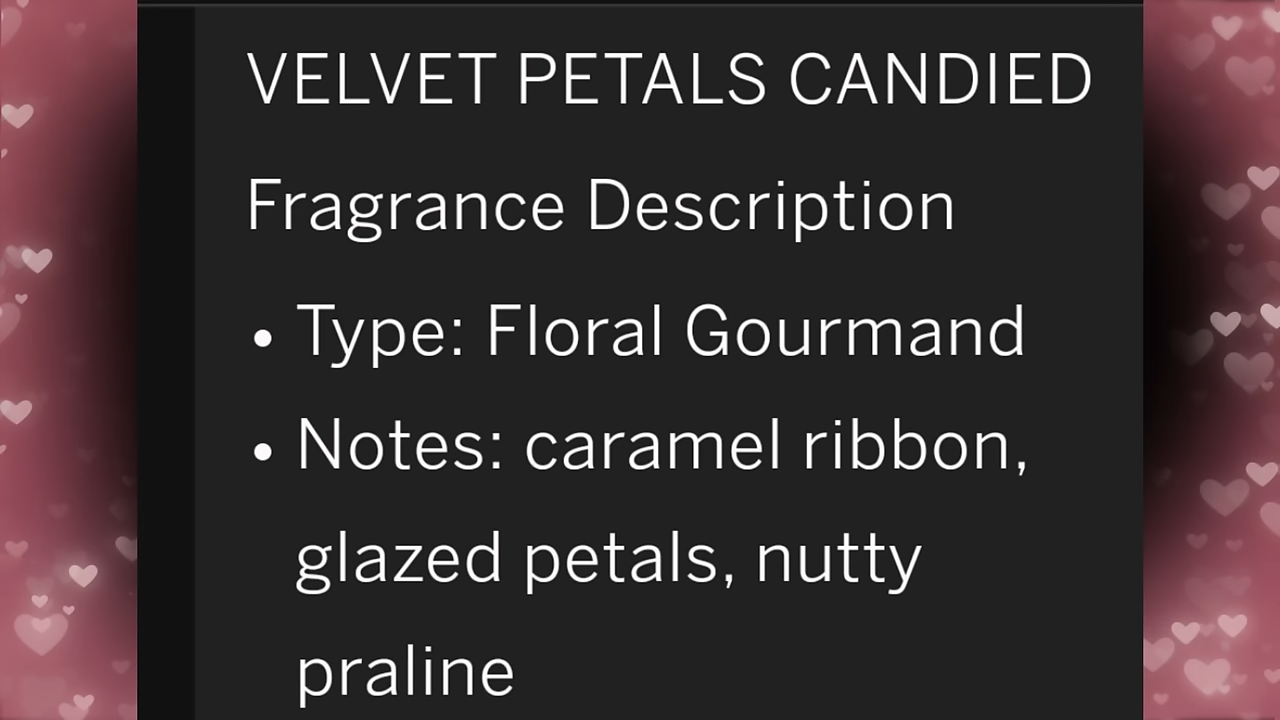 VELVET PETALS CANDIED
Fragrance Description
• Type: Floral Gourmand
• Notes: caramel ribbon,
glazed petals, nutty
praline